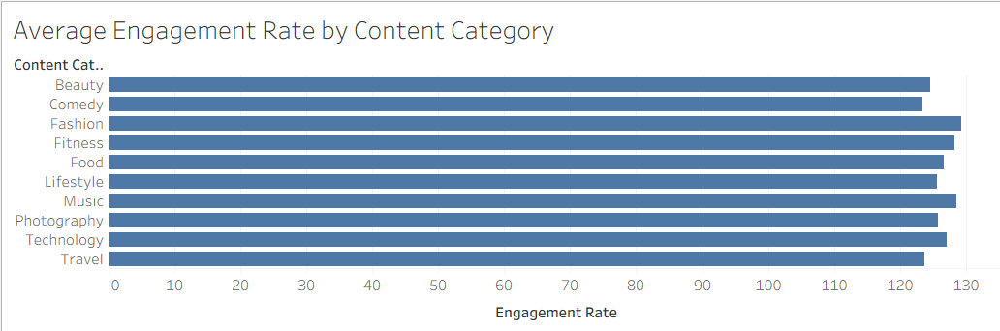 Average Engagement Rate by Content Category
Content Cat..
Beauty
Comedy
Fashion
Fitness
Food
Lifestyle
Music
Photography
Technology
Travel
0 10 20 30 40 50 60 70 80 90 100 110 120 130
Engagement Rate